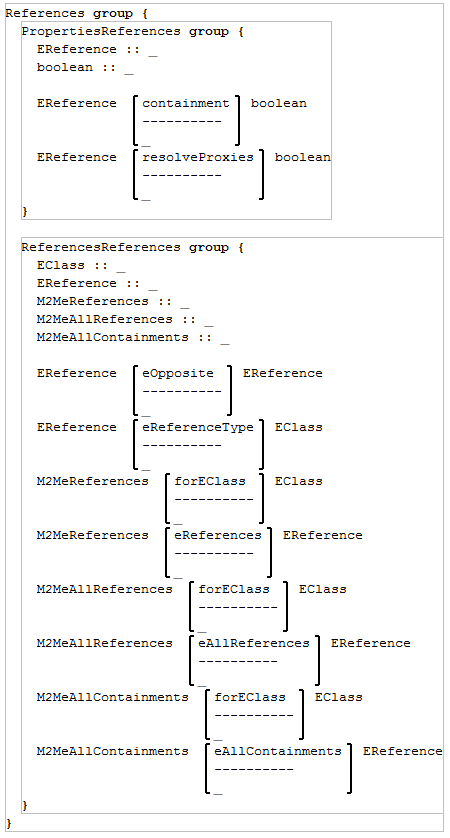 References group {
PropertiesReferences group {
EReference :: _
boolean :: _
EReference containment boolean
----------
_
EReference resolveProxies boolean
----------
_
}
ReferencesReferences group {
EClass :: _
EReference :: _
M2MeReferences :: _
M2MeAllReferences :: _
M2MeAllContainments :: _
EReference eOpposite EReference
----------
_
EReference eReferenceType EClass
----------
_
M2MeReferences forEClass EClass
----------
_
M2MeReferences eReferences EReference
----------
_
M2MeAllReferences forEClass EClass
----------
_
M2MeAllReferences eAllReferences EReference
----------
_
M2MeAllContainments forEClass EClass
----------
_
M2MeAllContainments eAllContainments EReference
----------
_
}
}